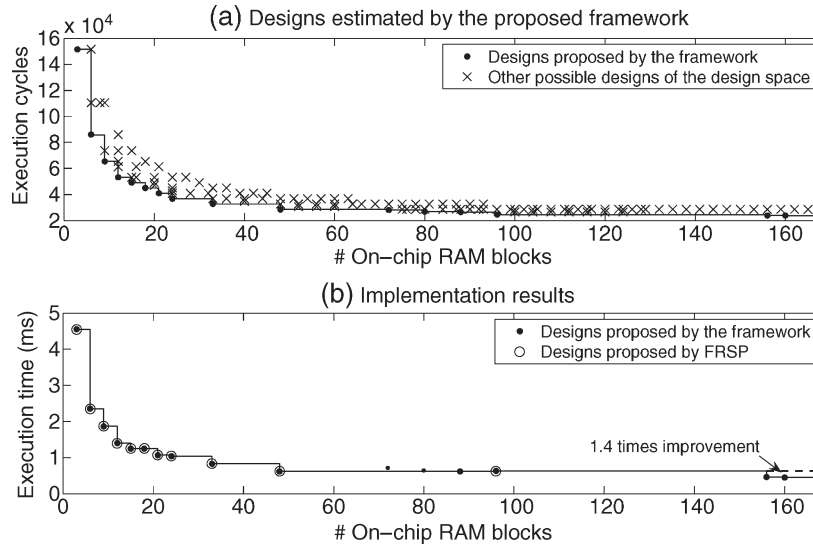 (a) Designs estimated by the proposed framework
x 10⁴
16
14
12
10
8
6
4
2
Execution cycles
• Designs proposed by the framework
× Other possible designs of the design space
0 20 40 60 80 100 120 140 160
# On-chip RAM blocks
(b) Implementation results
5
4
3
2
1
0
Execution time (ms)
• Designs proposed by the framework
○ Designs proposed by FRSP
1.4 times improvement
0 20 40 60 80 100 120 140 160
# On-chip RAM blocks